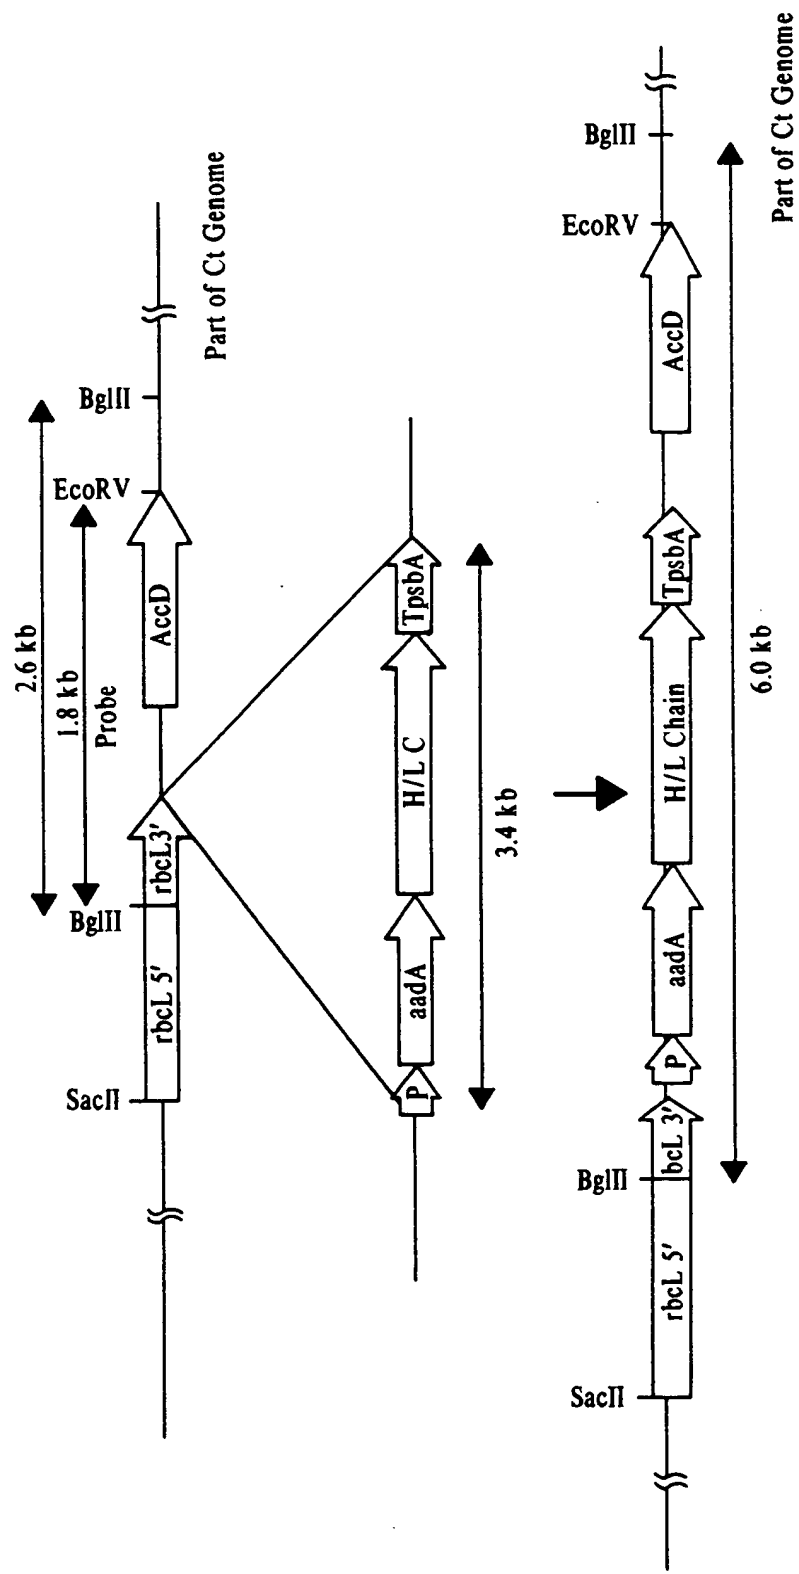 2.6 kb
1.8 kb
Probe
SacII
BglII
EcoRV
BglII
rbcL 5'
rbcL3'
AccD
Part of Ct Genome
P
aadA
H/L C
TpsbA
3.4 kb
SacII
BglII
EcoRV
BglII
rbcL 5'
bcL 3'
P
aadA
H/L Chain
TpsbA
AccD
6.0 kb
Part of Ct Genome